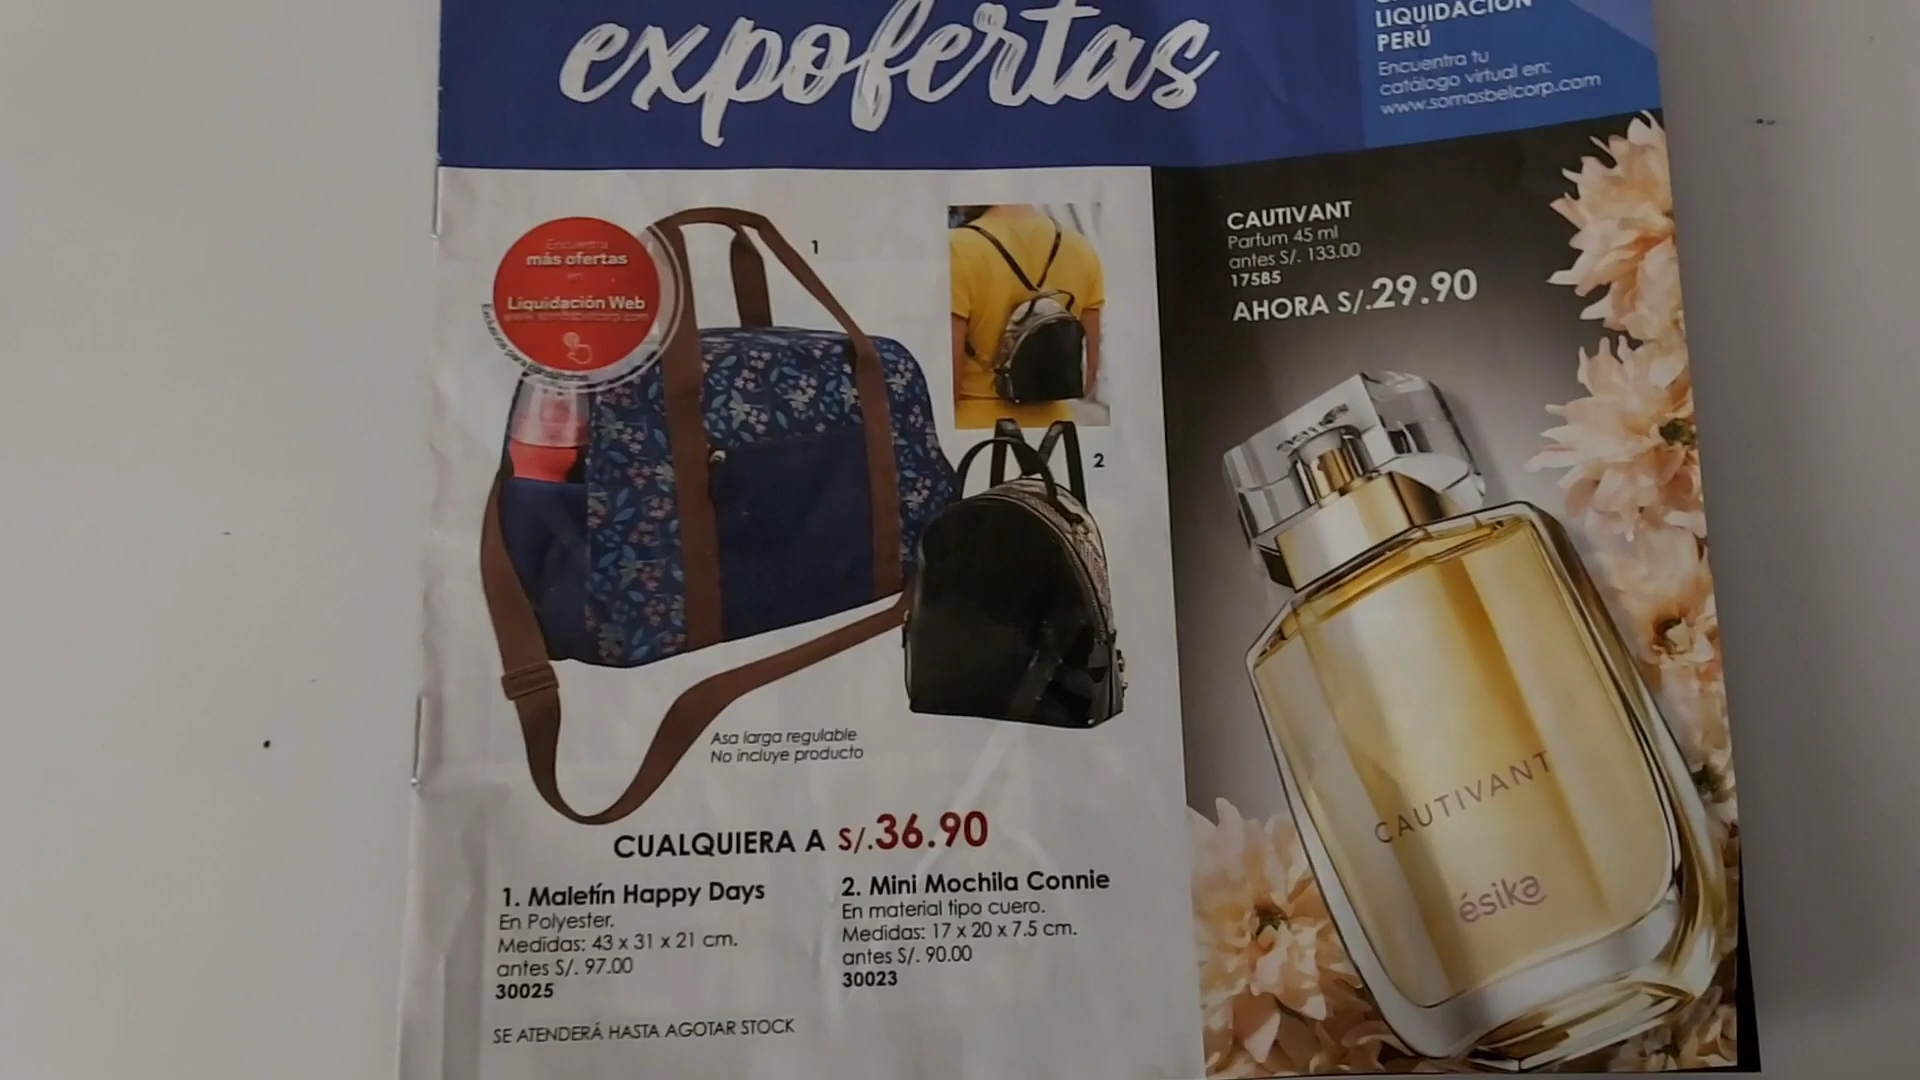 expofertas
LIQUIDACIÓN
PERÚ
Encuentra tu
catálogo virtual en:
www.somosbelcorp.com
Encuentra
más ofertas
en
Liquidación Web
www.somosbelcorp.com
1
2
CAUTIVANT
Parfum 45 ml
antes S/. 133.00
17585
AHORA S/.29.90
Asa larga regulable
No incluye producto
CUALQUIERA A S/.36.90
1. Maletín Happy Days
En Polyester.
Medidas: 43 x 31 x 21 cm.
antes S/. 97.00
30025
2. Mini Mochila Connie
En material tipo cuero.
Medidas: 17 x 20 x 7.5 cm.
antes S/. 90.00
30023
SE ATENDERÁ HASTA AGOTAR STOCK
CAUTIVANT
ésika